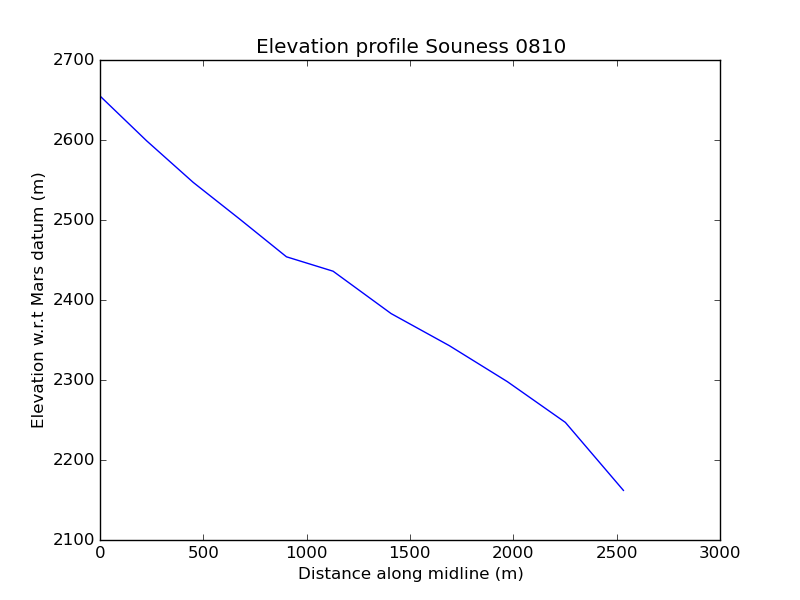 Elevation profile Souness 0810
2700
2600
2500
2400
2300
2200
2100
Elevation w.r.t Mars datum (m)
0 500 1000 1500 2000 2500 3000
Distance along midline (m)